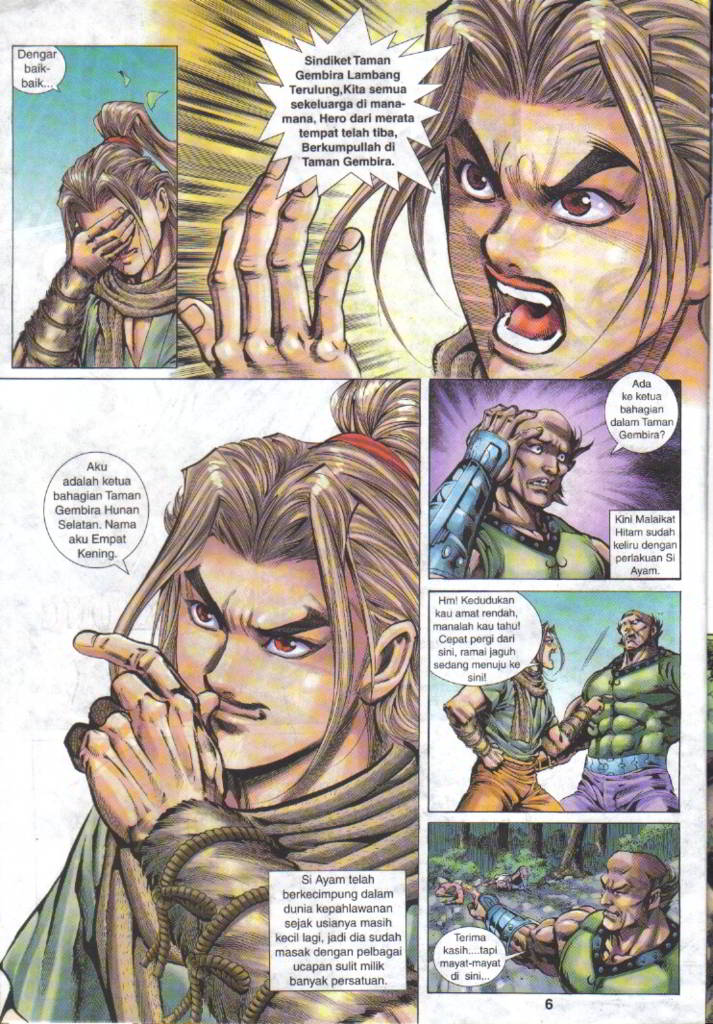 Dengar
baik-
baik...
Sindiket Taman
Gembira Lambang
Terulung,Kita semua
sekeluarga di mana-
mana, Hero dari merata
tempat telah tiba,
Berkumpullah di
Taman Gembira.
Ada
ke ketua
bahagian
dalam Taman
Gembira?
Kini Malaikat
Hitam sudah
keliru dengan
perlakuan Si
Ayam.
Aku
adalah ketua
bahagian Taman
Gembira Hunan
Selatan. Nama
aku Empat
Kening.
Hm! Kedudukan
kau amat rendah,
manalah kau tahu!
Cepat pergi dari
sini, ramai jaguh
sedang menuju ke
sini!
Si Ayam telah
berkecimpung dalam
dunia kepahlawanan
sejak usianya masih
kecil lagi, jadi dia sudah
masak dengan pelbagai
ucapan sulit milik
banyak persatuan.
Terima
kasih....tapi
mayat-mayat
di sini...
6